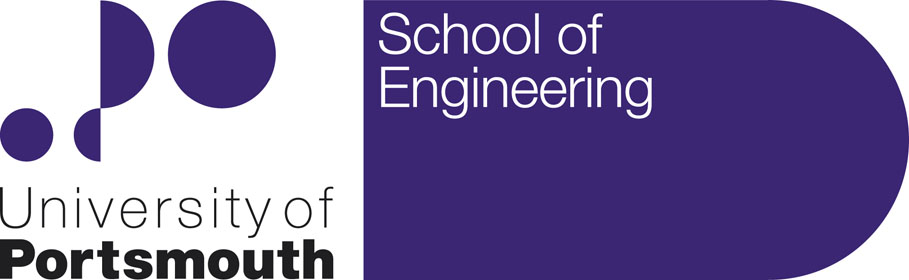 University of
Portsmouth
School of
Engineering